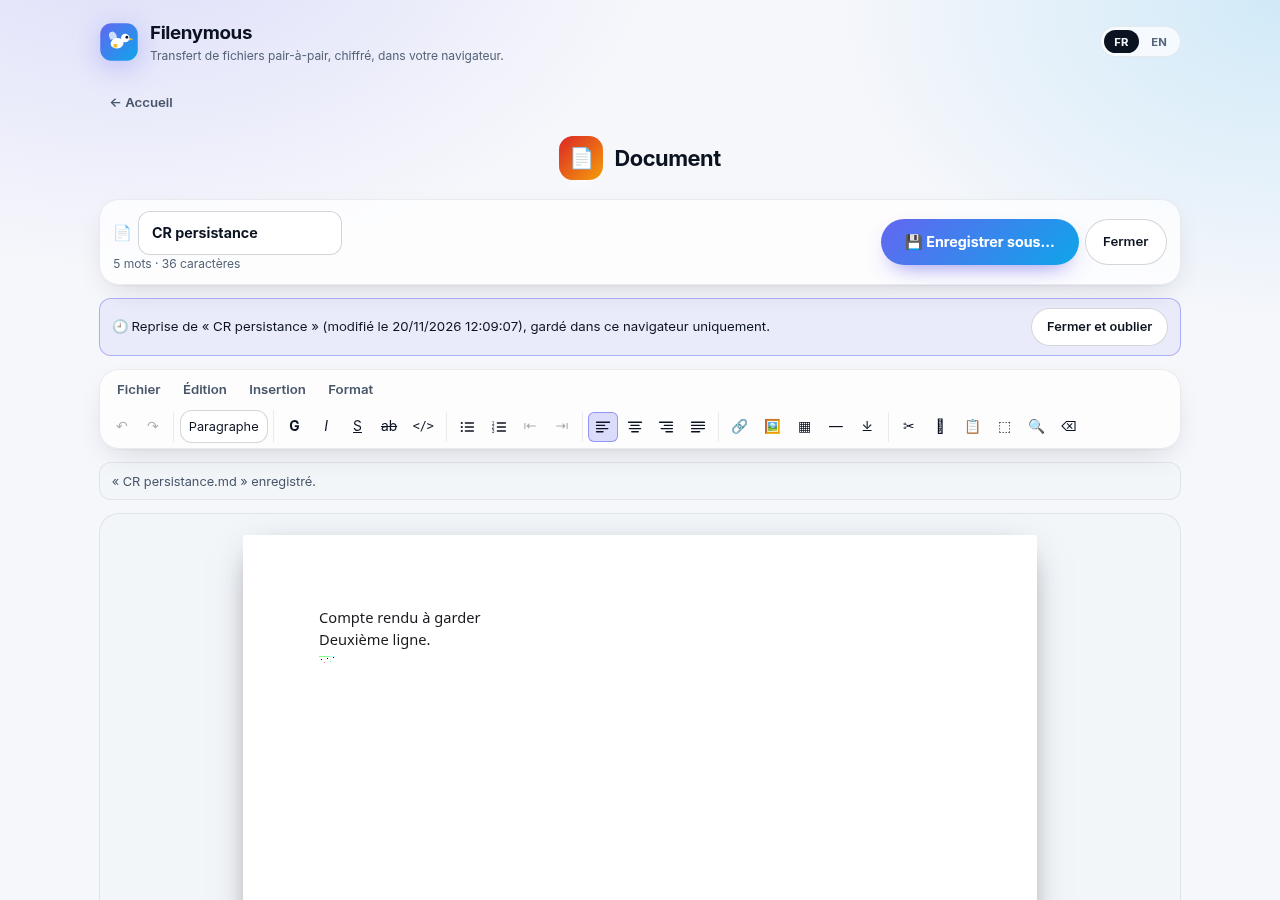 Filenymous
Transfert de fichiers pair-à-pair, chiffré, dans votre navigateur.
FR EN
← Accueil
Document
CR persistance
5 mots · 36 caractères
Enregistrer sous…
Fermer
Reprise de « CR persistance » (modifié le 20/11/2026 12:09:07), gardé dans ce navigateur uniquement.
Fermer et oublier
Fichier Édition Insertion Format
Paragraphe G I S ab </>
« CR persistance.md » enregistré.
Compte rendu à garder
Deuxième ligne.